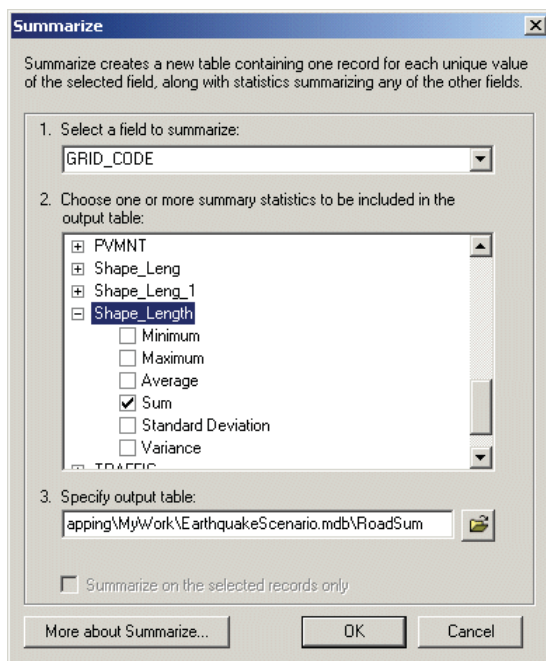 Summarize
Summarize creates a new table containing one record for each unique value
of the selected field, along with statistics summarizing any of the other fields.
1. Select a field to summarize:
GRID_CODE
2. Choose one or more summary statistics to be included in the
output table:
PVMNT
Shape_Leng
Shape_Leng_1
Shape_Length
Minimum
Maximum
Average
Sum
Standard Deviation
Variance
TRAFFIC
3. Specify output table:
apping\MyWork\EarthquakeScenario.mdb\RoadSum
Summarize on the selected records only
More about Summarize...
OK
Cancel